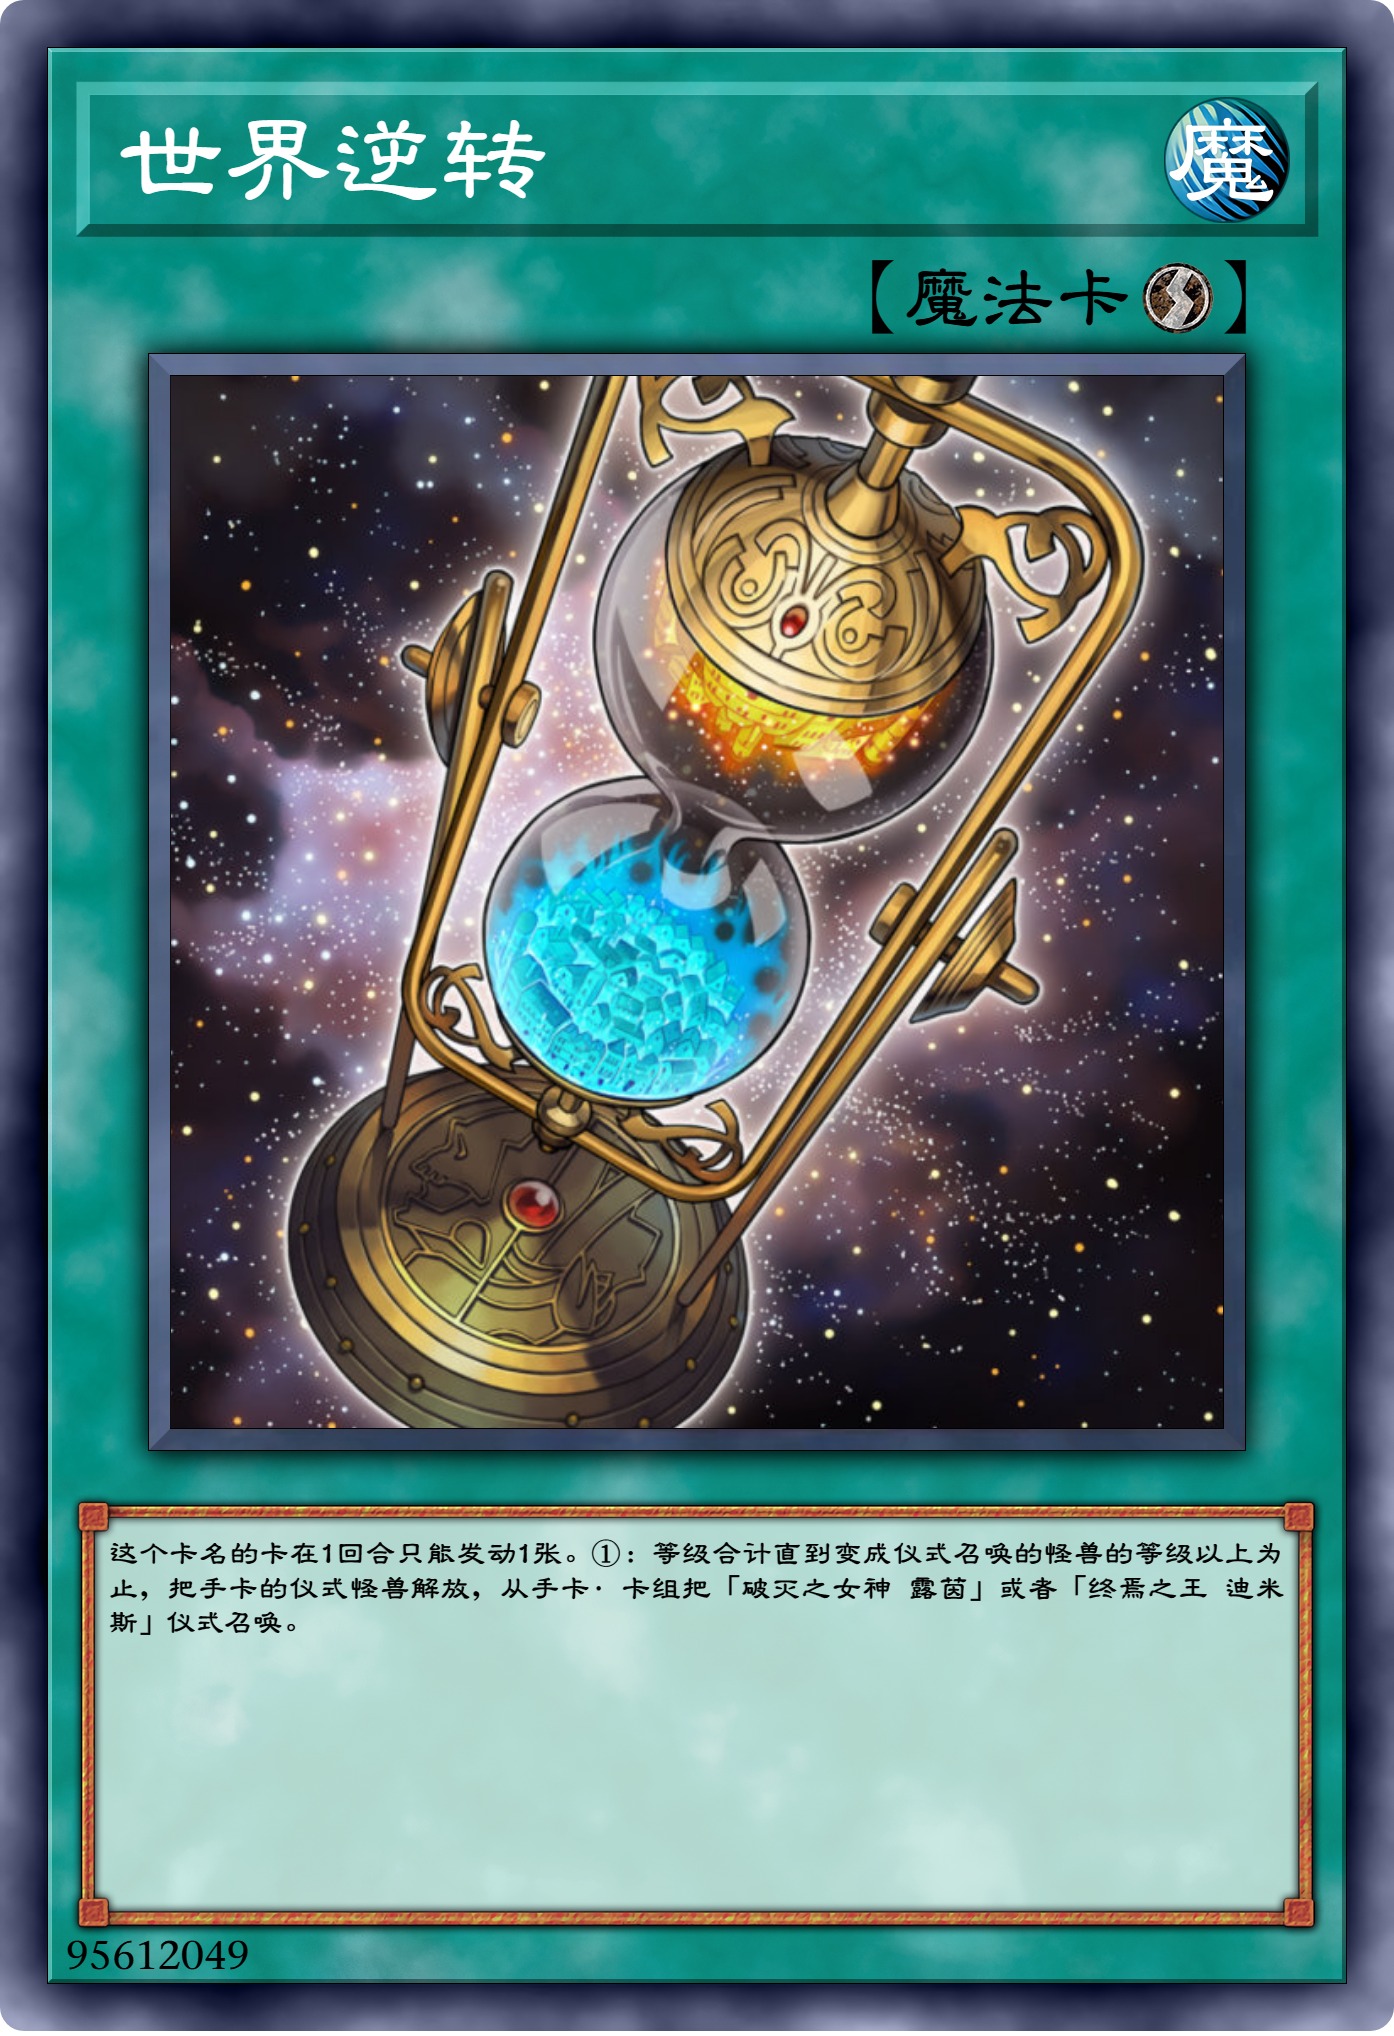 世界逆转
魔
【魔法卡】
这个卡名的卡在1回合只能发动1张。①：等级合计直到变成仪式召唤的怪兽的等级以上为
止，把手卡的仪式怪兽解放，从手卡·卡组把「破灭之女神 露茵」或者「终焉之王 迪米
斯」仪式召唤。
95612049